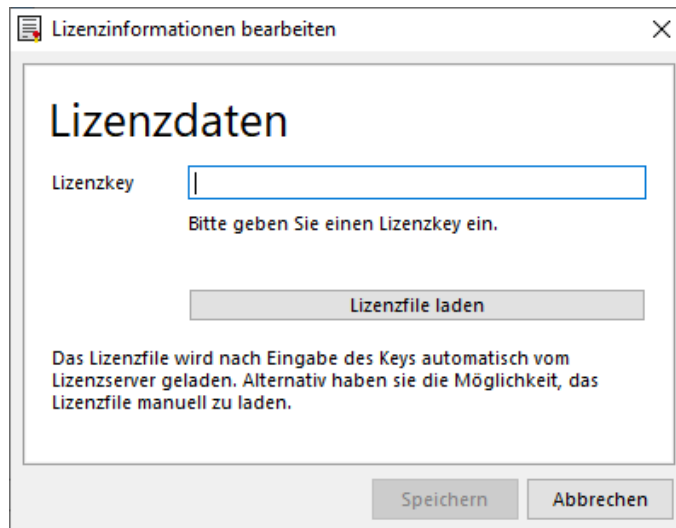 Lizenzinformationen bearbeiten
Lizenzdaten
Lizenzkey
Bitte geben Sie einen Lizenzkey ein.
Lizenzfile laden
Das Lizenzfile wird nach Eingabe des Keys automatisch vom
Lizenzserver geladen. Alternativ haben sie die Möglichkeit, das
Lizenzfile manuell zu laden.
Speichern
Abbrechen